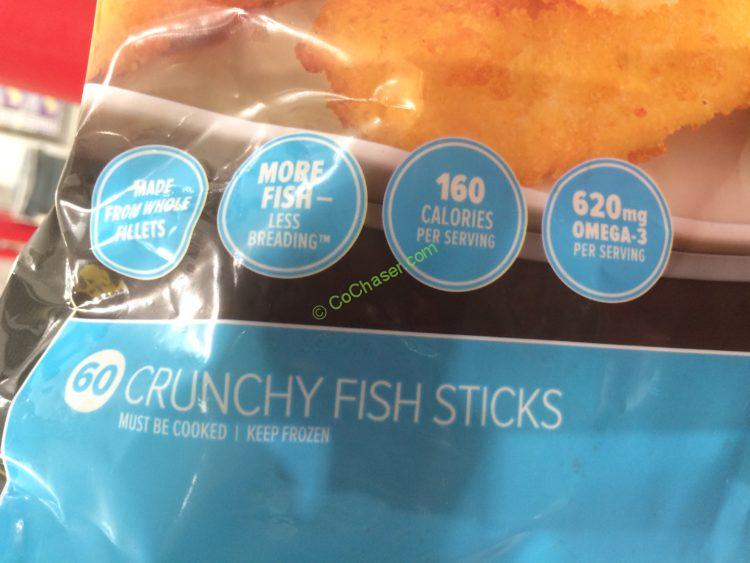 MADE
FROM WHOLE
FILLETS
MORE
FISH –
LESS
BREADING™
160
CALORIES
PER SERVING
620mg
OMEGA-3
PER SERVING
© CoChaser.com
60 CRUNCHY FISH STICKS
MUST BE COOKED | KEEP FROZEN